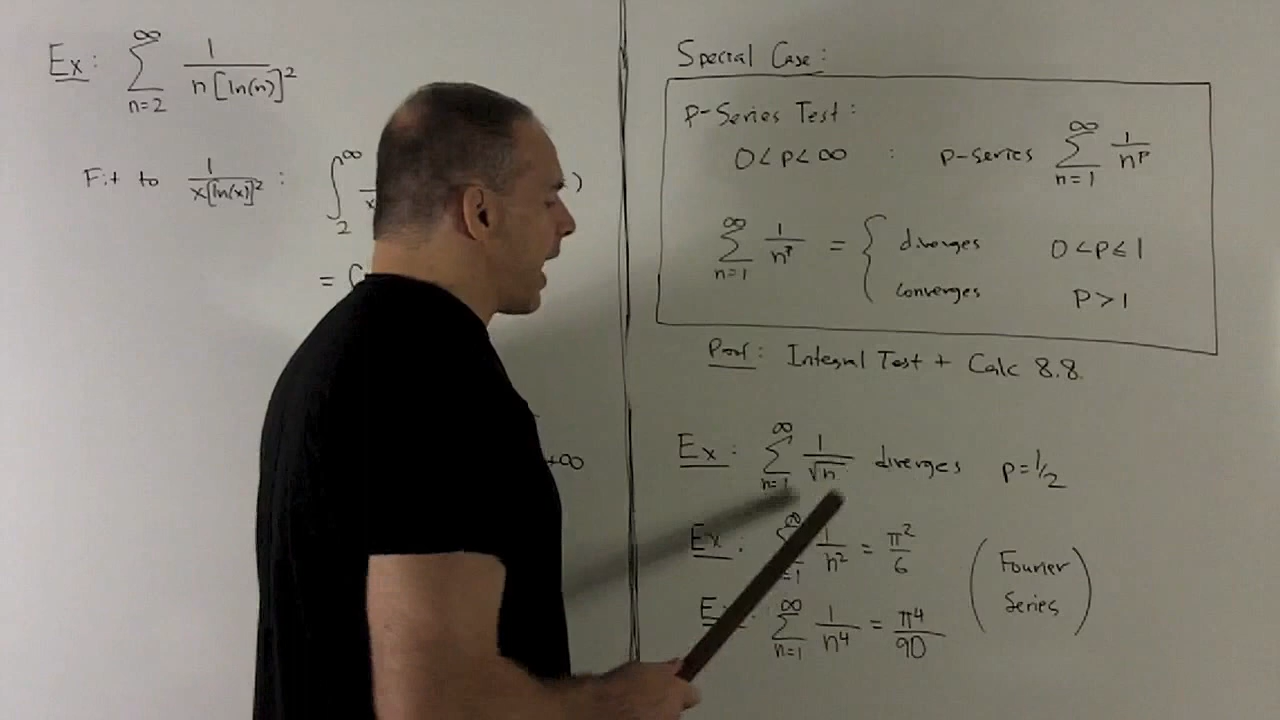 Ex: ∑_{n=2}^{∞} 1/(n[ln(n)]²)
Fit to 1/(x[ln(x)]²): ∫_2^∞ 1/x )
= (
+∞
Special Case:
P-Series Test:
0<p<∞ : p-series ∑_{n=1}^{∞} 1/n^p
∑_{n=1}^{∞} 1/n^p = { diverges 0<p≤1
converges p>1
Proof: Integral Test + Calc 8.8.
Ex: ∑_{n=1}^{∞} 1/√n diverges p=1/2
Ex: ∑_{n=1}^{∞} 1/n² = π²/6 (Fourier
Series)
E ∑_{n=1}^{∞} 1/n⁴ = π⁴/90